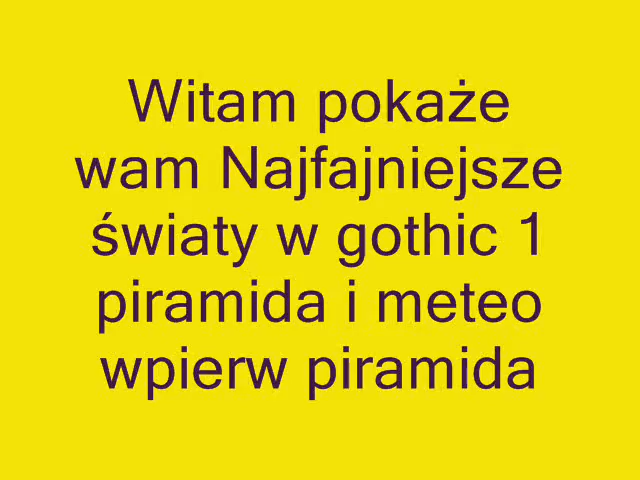 Witam pokaże
wam Najfajniejsze
światy w gothic 1
piramida i meteo
wpierw piramida